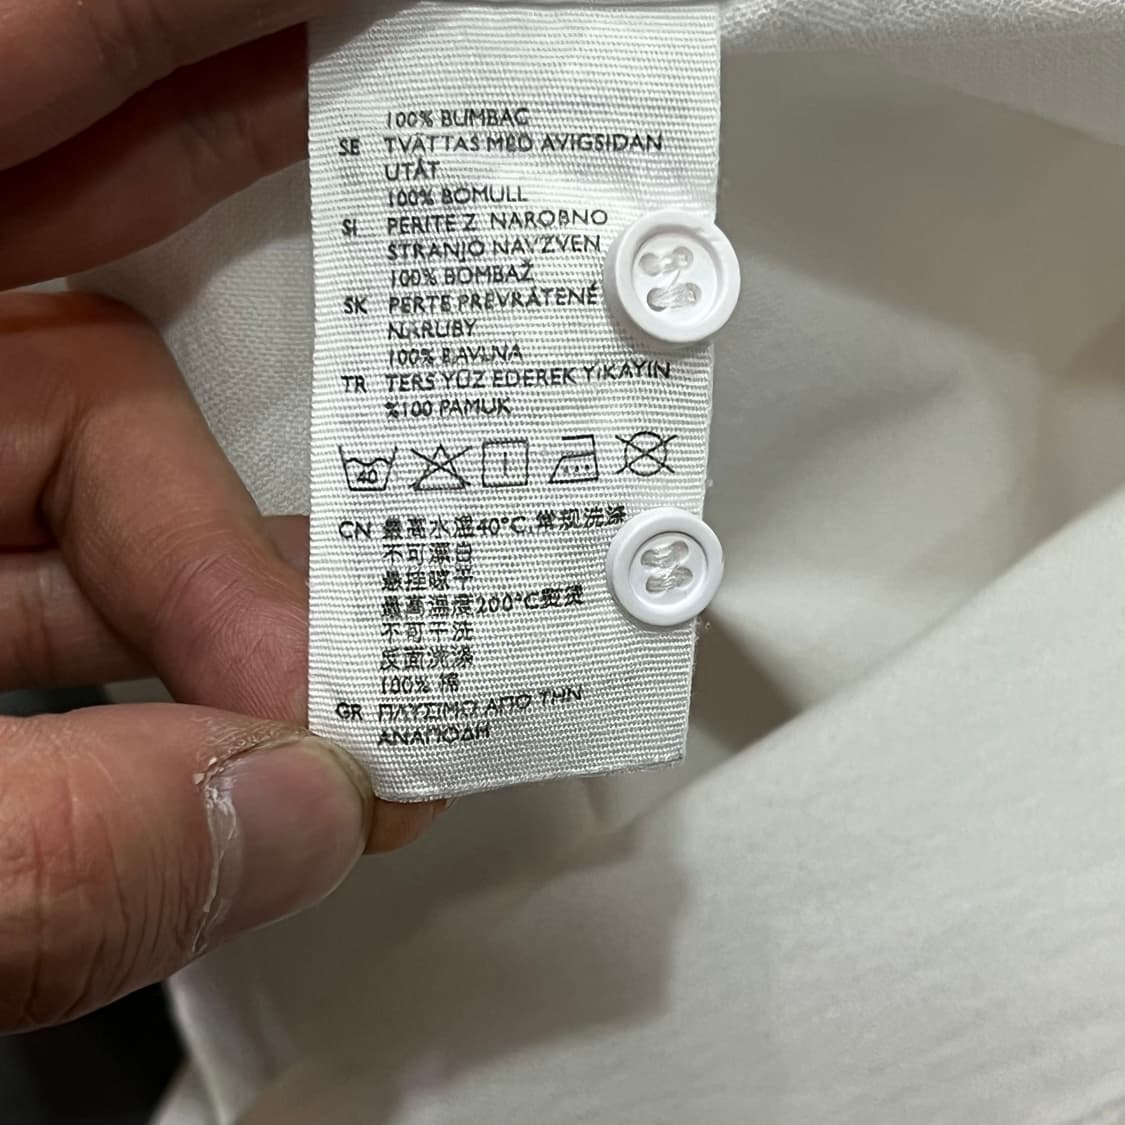 100% BUMBAC
SE TVÄTTAS MED AVIGSIDAN
UTÅT
100% BOMULL
SI PERITE Z NAROBNO
STRANJO NAVZVEN
100% BOMBAŽ
SK PERTE PREVRÁTENÉ
NARUBY
100% BAVLNA
TR TERS YÜZ EDEREK YIKAYIN
%100 PAMUK
40
CN 最高水温40°C,常规洗涤
不可漂白
悬挂晾干
最高温度200°C熨烫
不可干洗
反面洗涤
100% 棉
GR ΠΛΥΣΙΜΟ ΑΠΟ ΤΗΝ
ΑΝΑΠΟΔΗ